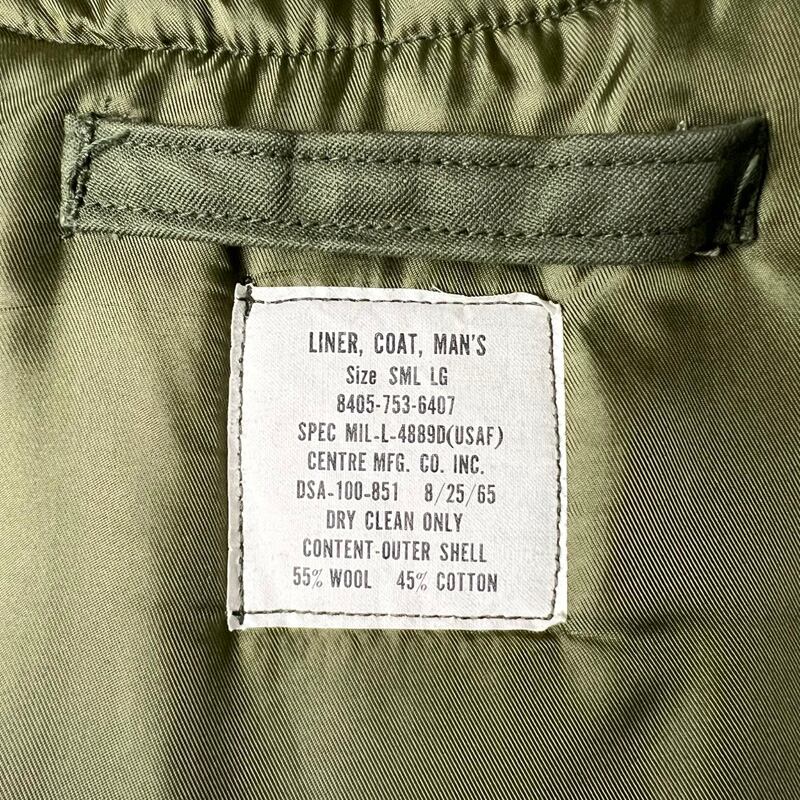 LINER, COAT, MAN'S
Size SML LG
8405-753-6407
SPEC MIL-L-4889D(USAF)
CENTRE MFG. CO. INC.
DSA-100-851 8/25/65
DRY CLEAN ONLY
CONTENT-OUTER SHELL
55% WOOL 45% COTTON